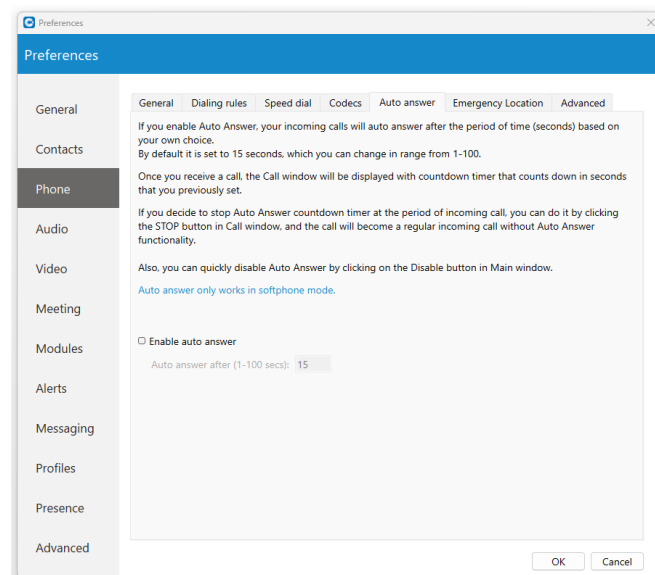 Preferences
Preferences
General
Contacts
Phone
Audio
Video
Meeting
Modules
Alerts
Messaging
Profiles
Presence
Advanced
General Dialing rules Speed dial Codecs Auto answer Emergency Location Advanced
If you enable Auto Answer, your incoming calls will auto answer after the period of time (seconds) based on
your own choice.
By default it is set to 15 seconds, which you can change in range from 1-100.
Once you receive a call, the Call window will be displayed with countdown timer that counts down in seconds
that you previously set.
If you decide to stop Auto Answer countdown timer at the period of incoming call, you can do it by clicking
the STOP button in Call window, and the call will become a regular incoming call without Auto Answer
functionality.
Also, you can quickly disable Auto Answer by clicking on the Disable button in Main window.
Auto answer only works in softphone mode.
Enable auto answer
Auto answer after (1-100 secs): 15
OK Cancel